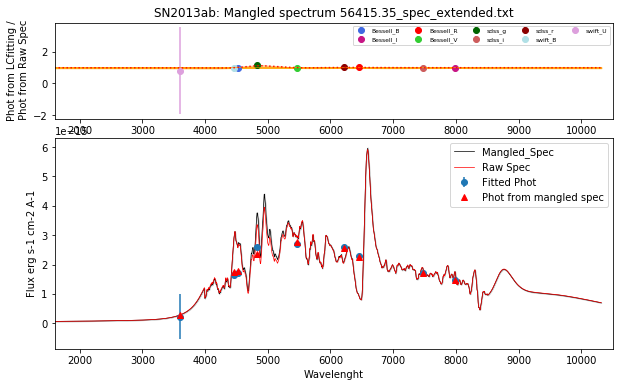 SN2013ab: Mangled spectrum 56415.35_spec_extended.txt
Phot from LCfitting /
Phot from Raw Spec
2
0
−2
Bessell_B
Bessell_I
Bessell_R
Bessell_V
sdss_g
sdss_i
sdss_r
swift_B
swift_U
2000 3000 4000 5000 6000 7000 8000 9000 10000
1e−15
Flux erg s-1 cm-2 A-1
6
5
4
3
2
1
0
Mangled_Spec
Raw Spec
Fitted Phot
Phot from mangled spec
2000 3000 4000 5000 6000 7000 8000 9000 10000
Wavelenght